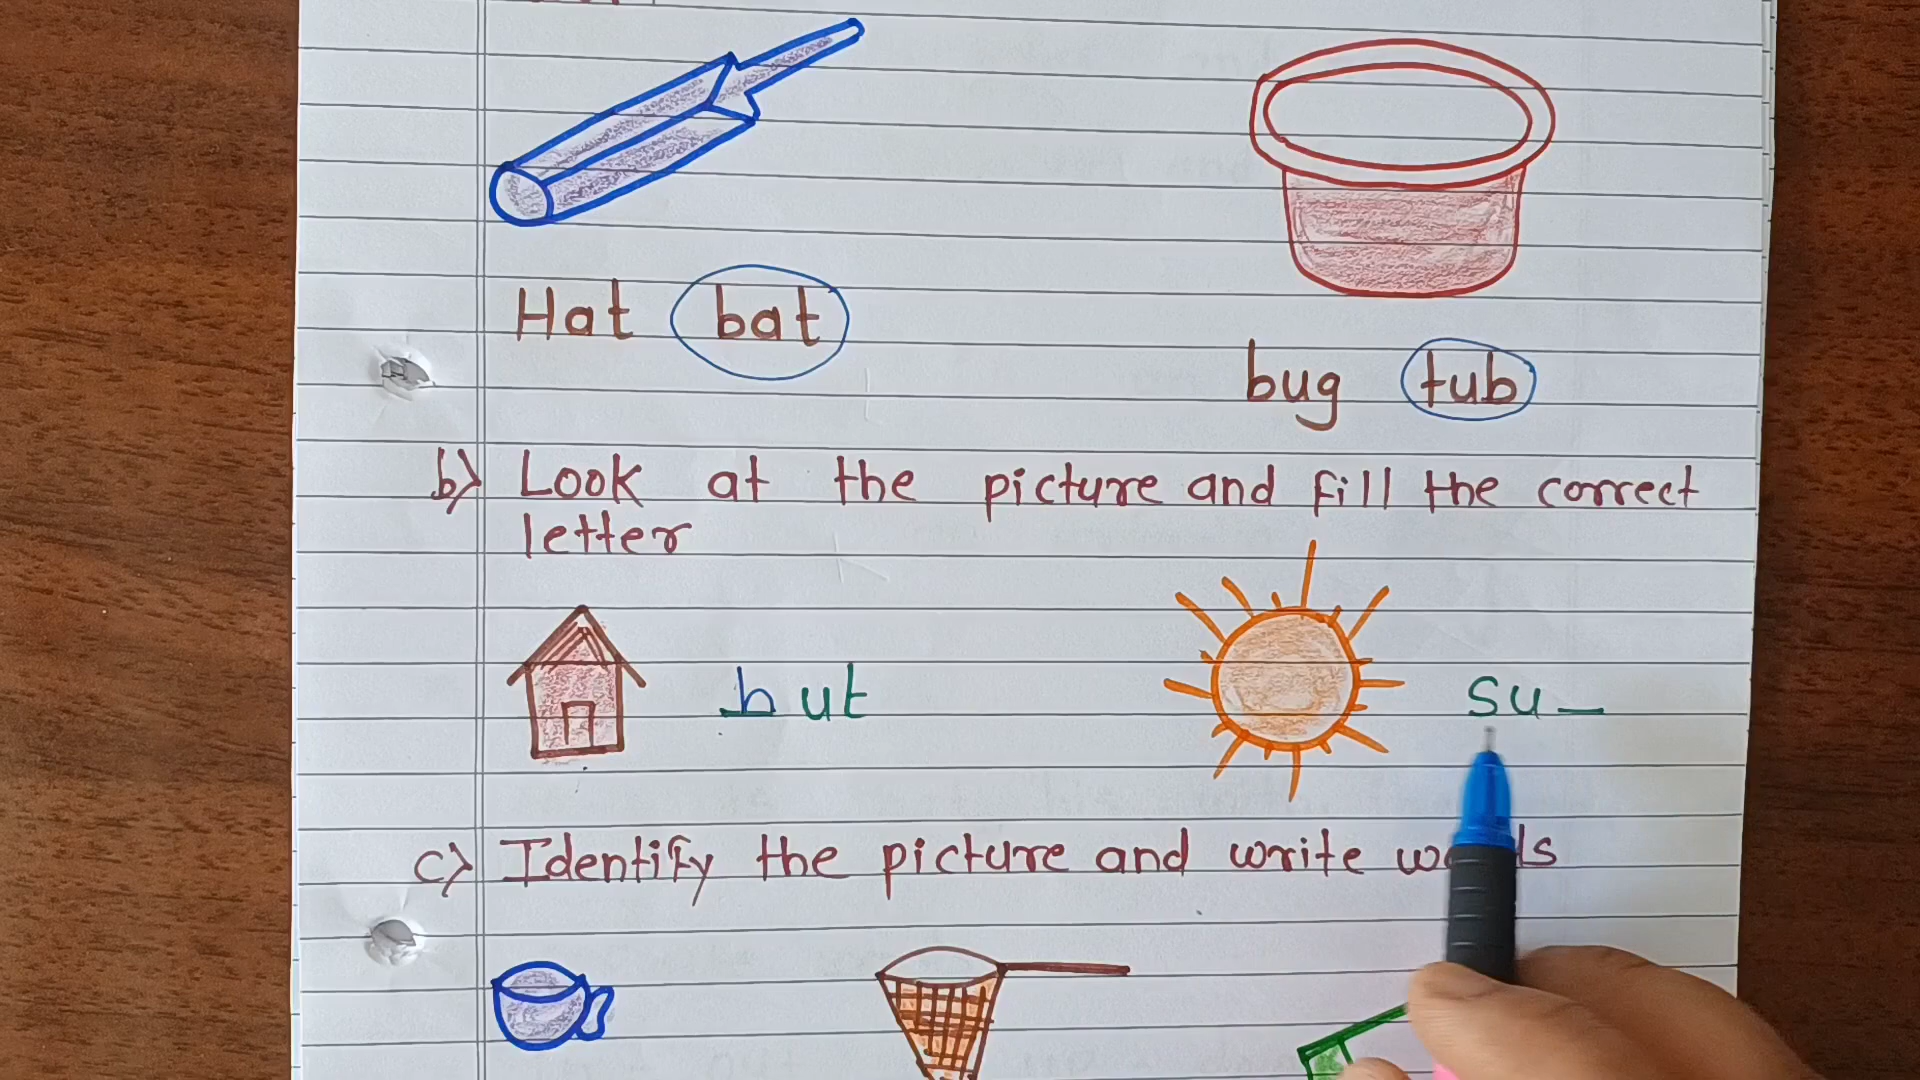 Hat bat
bug tub
b) Look at the picture and fill the correct
letter
hut
su_
c) Identify the picture and write